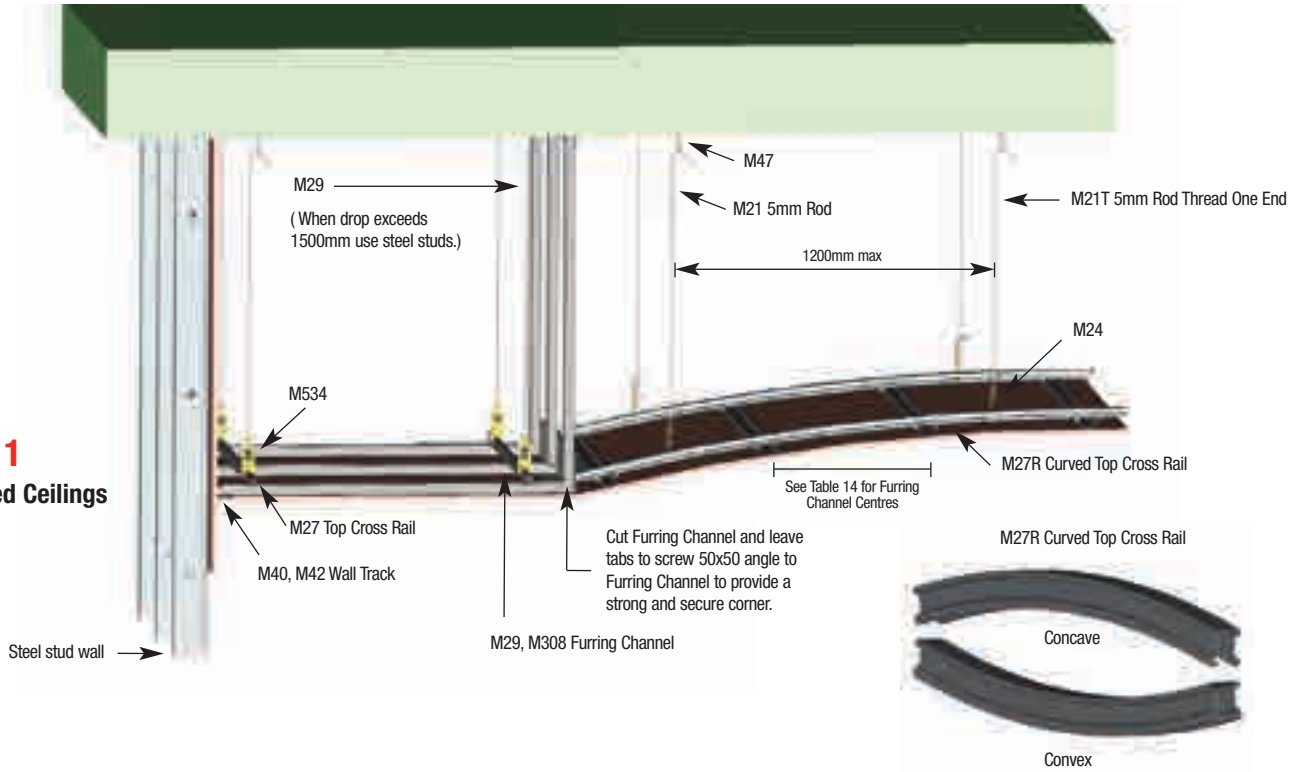 M47
M29
M21 5mm Rod
M21T 5mm Rod Thread One End
( When drop exceeds
1500mm use steel studs.)
1200mm max
M24
M534
1
ed Ceilings
M27R Curved Top Cross Rail
See Table 14 for Furring
Channel Centres
M27 Top Cross Rail
Cut Furring Channel and leave
tabs to screw 50x50 angle to
Furring Channel to provide a
strong and secure corner.
M40, M42 Wall Track
M29, M308 Furring Channel
Steel stud wall
M27R Curved Top Cross Rail
Concave
Convex